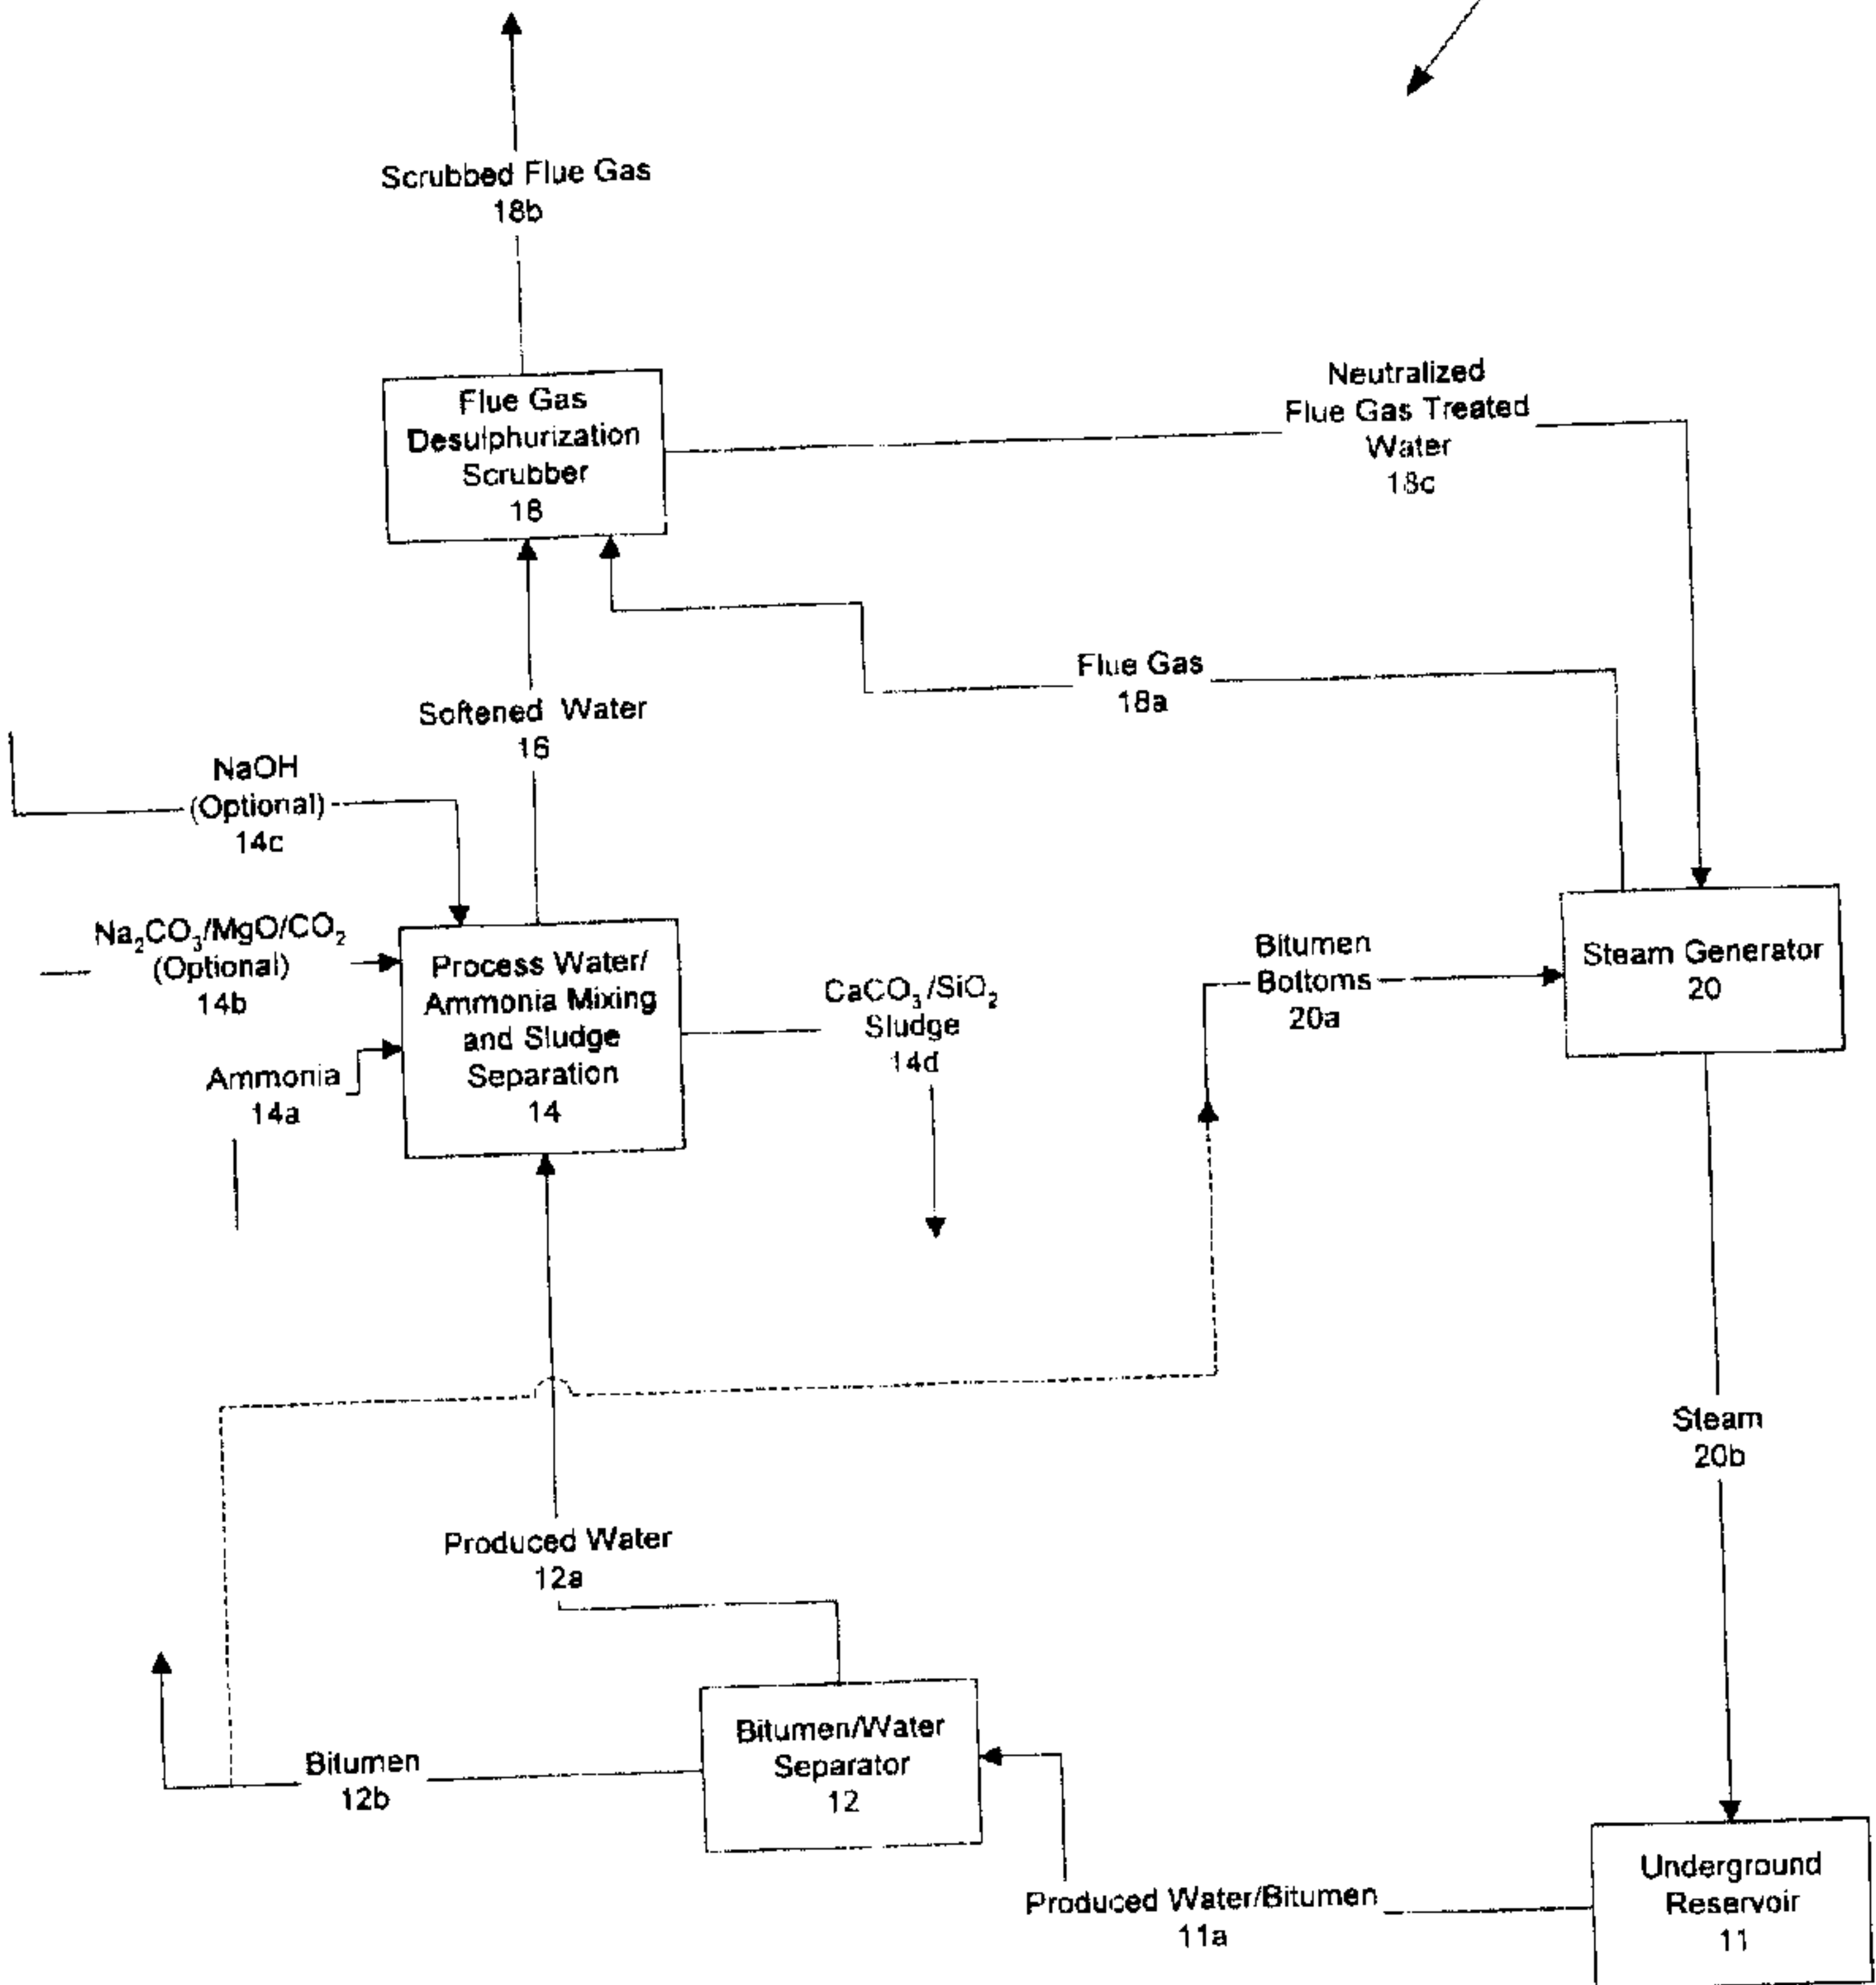 Scrubbed Flue Gas
18b
Flue Gas
Desulphurization
Scrubber
18
Neutralized
Flue Gas Treated
Water
18c
Flue Gas
18a
Softened Water
16
NaOH
(Optional)
14c
Na₂CO₃/MgO/CO₂
(Optional)
14b
Ammonia
14a
Process Water/
Ammonia Mixing
and Sludge
Separation
14
CaCO₃/SiO₂
Sludge
14d
Bitumen
Bottoms
20a
Steam Generator
20
Steam
20b
Produced Water
12a
Bitumen/Water
Separator
12
Bitumen
12b
Produced Water/Bitumen
11a
Underground
Reservoir
11